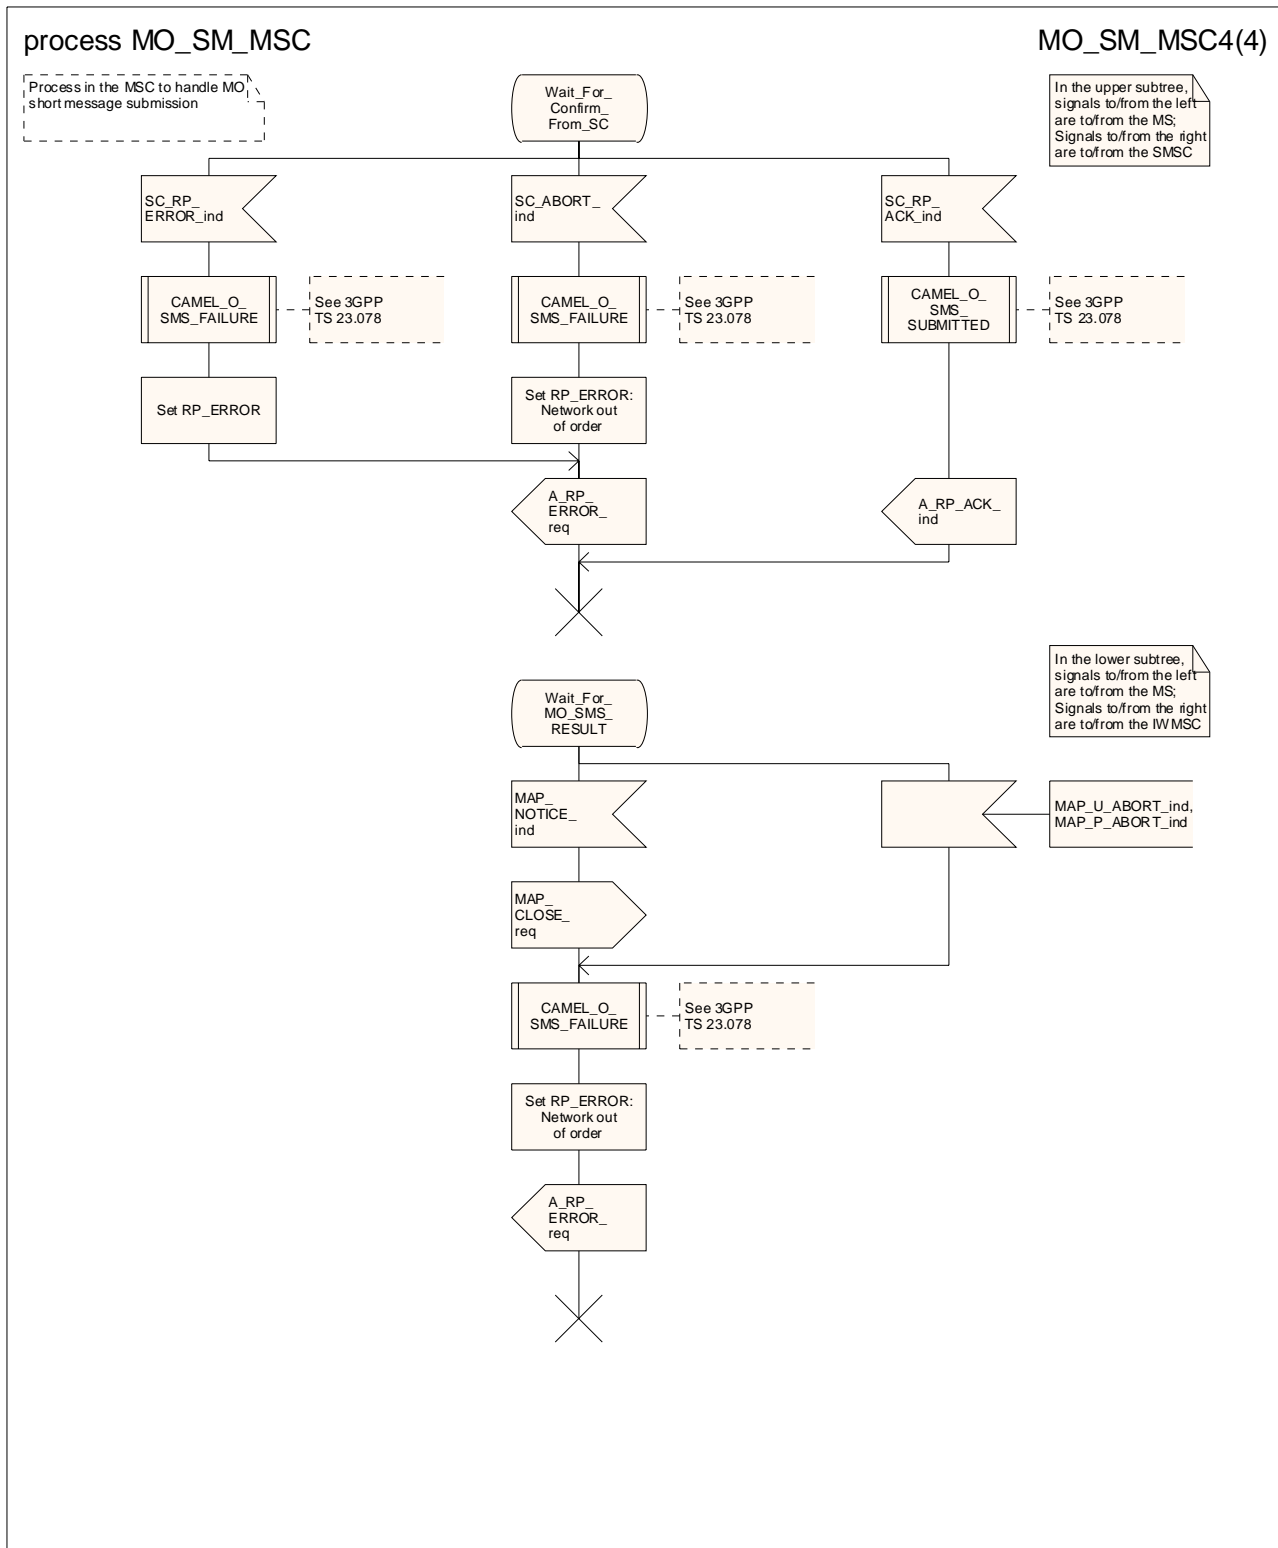 process MO_SM_MSC
MO_SM_MSC4(4)
Process in the MSC to handle MO
short message submission
Wait_For_
Confirm_
From_SC
In the upper subtree,
signals to/from the left
are to/from the MS;
Signals to/from the right
are to/from the SMSC
SC_RP_
ERROR_ind
SC_ABORT_
ind
SC_RP_
ACK_ind
CAMEL_O_
SMS_FAILURE
See 3GPP
TS 23.078
CAMEL_O_
SMS_FAILURE
See 3GPP
TS 23.078
CAMEL_O_
SMS_
SUBMITTED
See 3GPP
TS 23.078
Set RP_ERROR
Set RP_ERROR:
Network out
of order
A_RP_
ERROR_
req
A_RP_ACK_
ind
In the lower subtree,
signals to/from the left
are to/from the MS;
Signals to/from the right
are to/from the IWMSC
Wait_For_
MO_SMS_
RESULT
MAP_
NOTICE_
ind
MAP_U_ABORT_ind,
MAP_P_ABORT_ind
MAP_
CLOSE_
req
CAMEL_O_
SMS_FAILURE
See 3GPP
TS 23.078
Set RP_ERROR:
Network out
of order
A_RP_
ERROR_
req